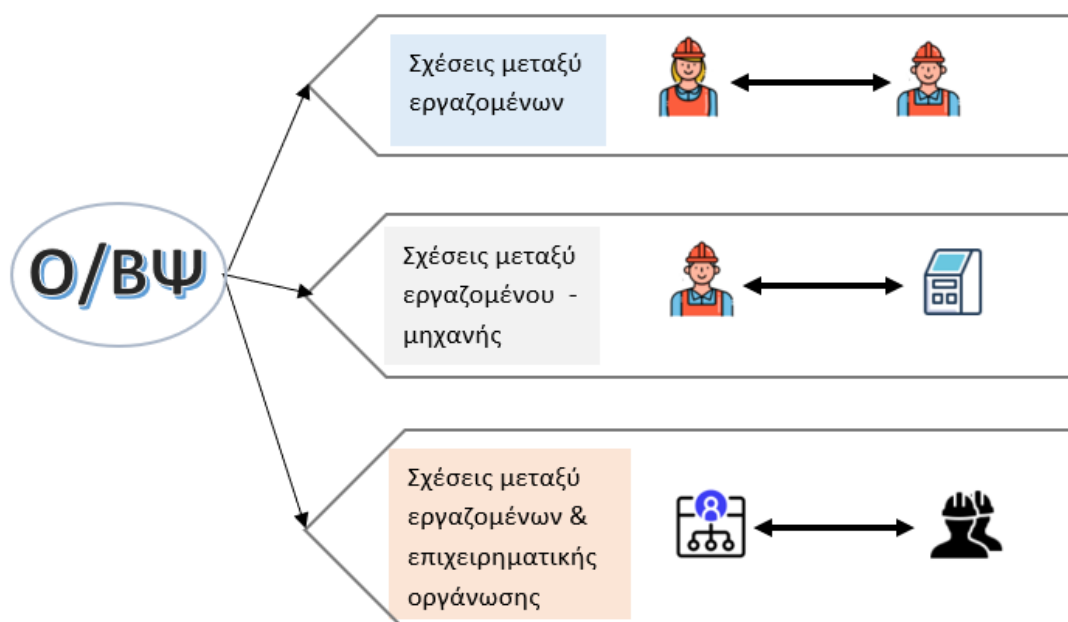 Σχέσεις μεταξύ
εργαζομένων
Ο/ΒΨ
Σχέσεις μεταξύ
εργαζομένου -
μηχανής
Σχέσεις μεταξύ
εργαζομένων &
επιχειρηματικής
οργάνωσης